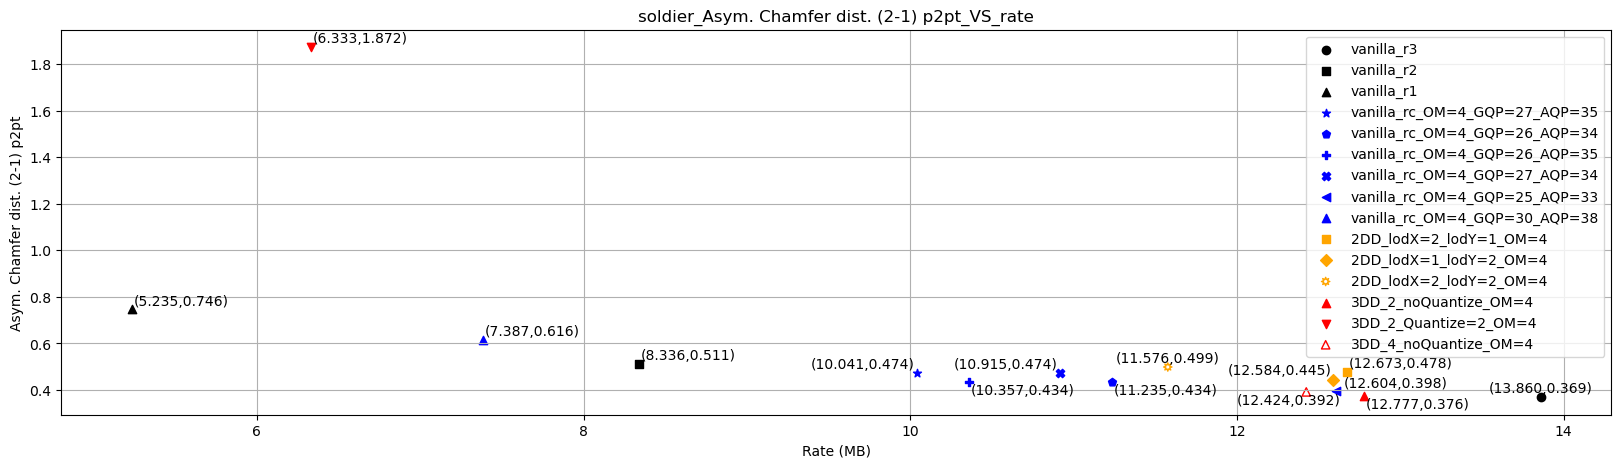 soldier_Asym. Chamfer dist. (2-1) p2pt_VS_rate
Asym. Chamfer dist. (2-1) p2pt
1.8
1.6
1.4
1.2
1.0
0.8
0.6
0.4
(6.333,1.872)
(5.235,0.746)
(7.387,0.616)
(8.336,0.511)
(10.041,0.474)
(10.357,0.434)
(10.915,0.474)
(11.235,0.434)
(11.576,0.499)
(12.584,0.445)
(12.673,0.478)
(12.604,0.398)
(12.424,0.392)
(12.777,0.376)
(13.860,0.369)
vanilla_r3
vanilla_r2
vanilla_r1
vanilla_rc_OM=4_GQP=27_AQP=35
vanilla_rc_OM=4_GQP=26_AQP=34
vanilla_rc_OM=4_GQP=26_AQP=35
vanilla_rc_OM=4_GQP=27_AQP=34
vanilla_rc_OM=4_GQP=25_AQP=33
vanilla_rc_OM=4_GQP=30_AQP=38
2DD_lodX=2_lodY=1_OM=4
2DD_lodX=1_lodY=2_OM=4
2DD_lodX=2_lodY=2_OM=4
3DD_2_noQuantize_OM=4
3DD_2_Quantize=2_OM=4
3DD_4_noQuantize_OM=4
6
8
10
12
14
Rate (MB)